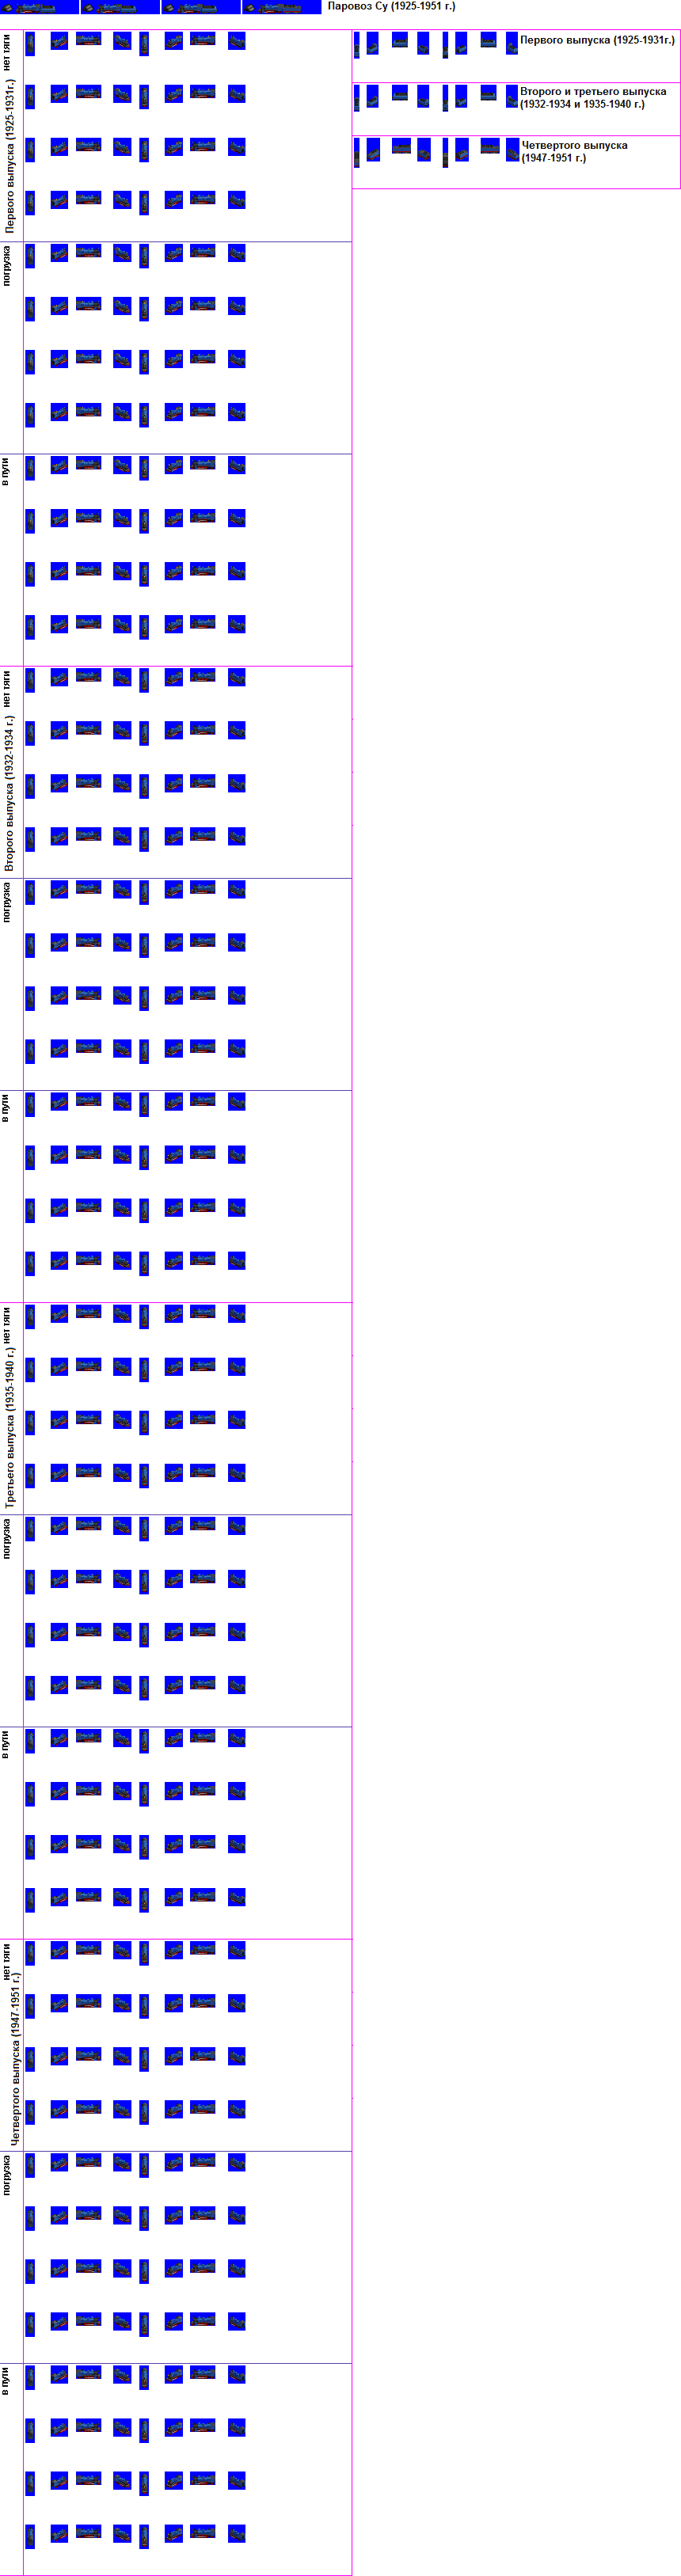 Паровоз Су (1925-1951 г.)
Первого выпуска (1925-1931г.)
Второго и третьего выпуска
(1932-1934 и 1935-1940 г.)
Четвертого выпуска
(1947-1951 г.)
Первого выпуска (1925-1931г.)
нет тяги
погрузка
в пути
Второго выпуска (1932-1934 г.)
нет тяги
погрузка
в пути
Третьего выпуска (1935-1940 г.)
нет тяги
погрузка
в пути
Четвертого выпуска (1947-1951 г.)
нет тяги
погрузка
в пути